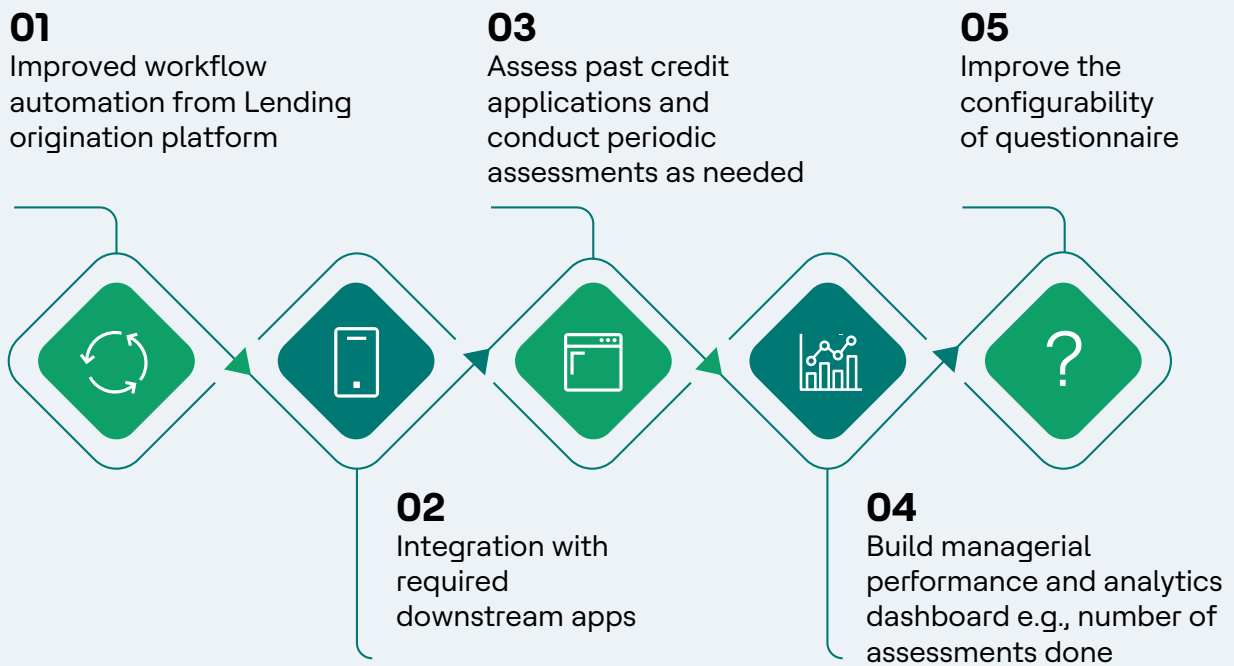 01
Improved workflow
automation from Lending
origination platform
02
Integration with
required
downstream apps
03
Assess past credit
applications and
conduct periodic
assessments as needed
04
Build managerial
performance and analytics
dashboard e.g., number of
assessments done
05
Improve the
configurability
of questionnaire
?